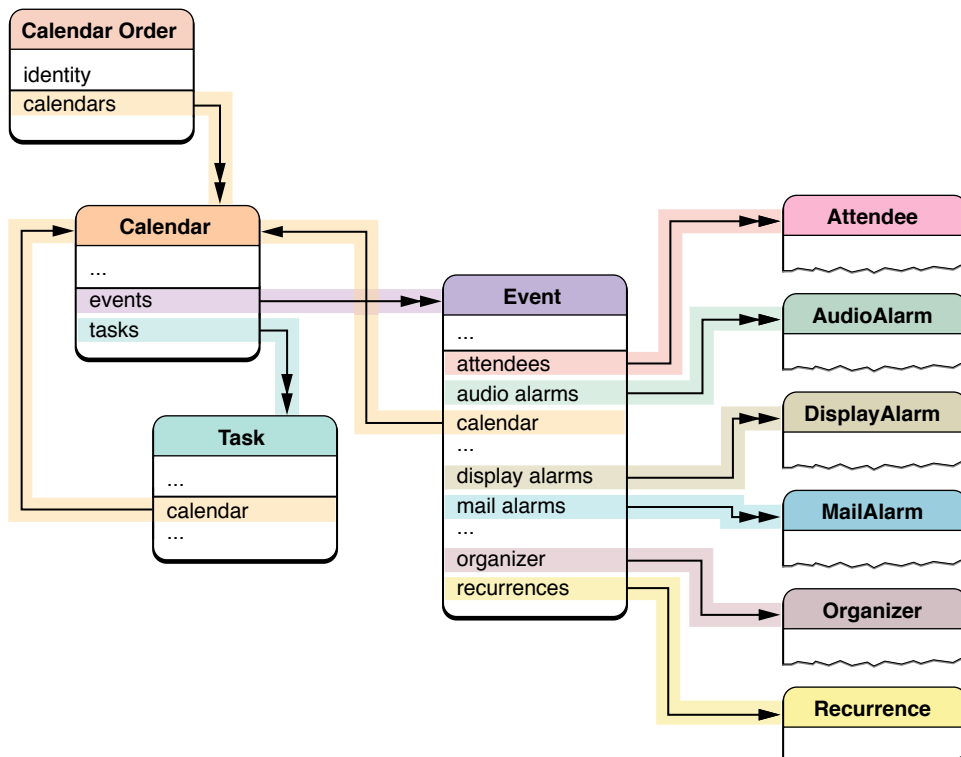 Calendar Order
identity
calendars
Calendar
...
events
tasks
Task
...
calendar
...
Event
...
attendees
audio alarms
calendar
...
display alarms
mail alarms
...
organizer
recurrences
Attendee
AudioAlarm
DisplayAlarm
MailAlarm
Organizer
Recurrence